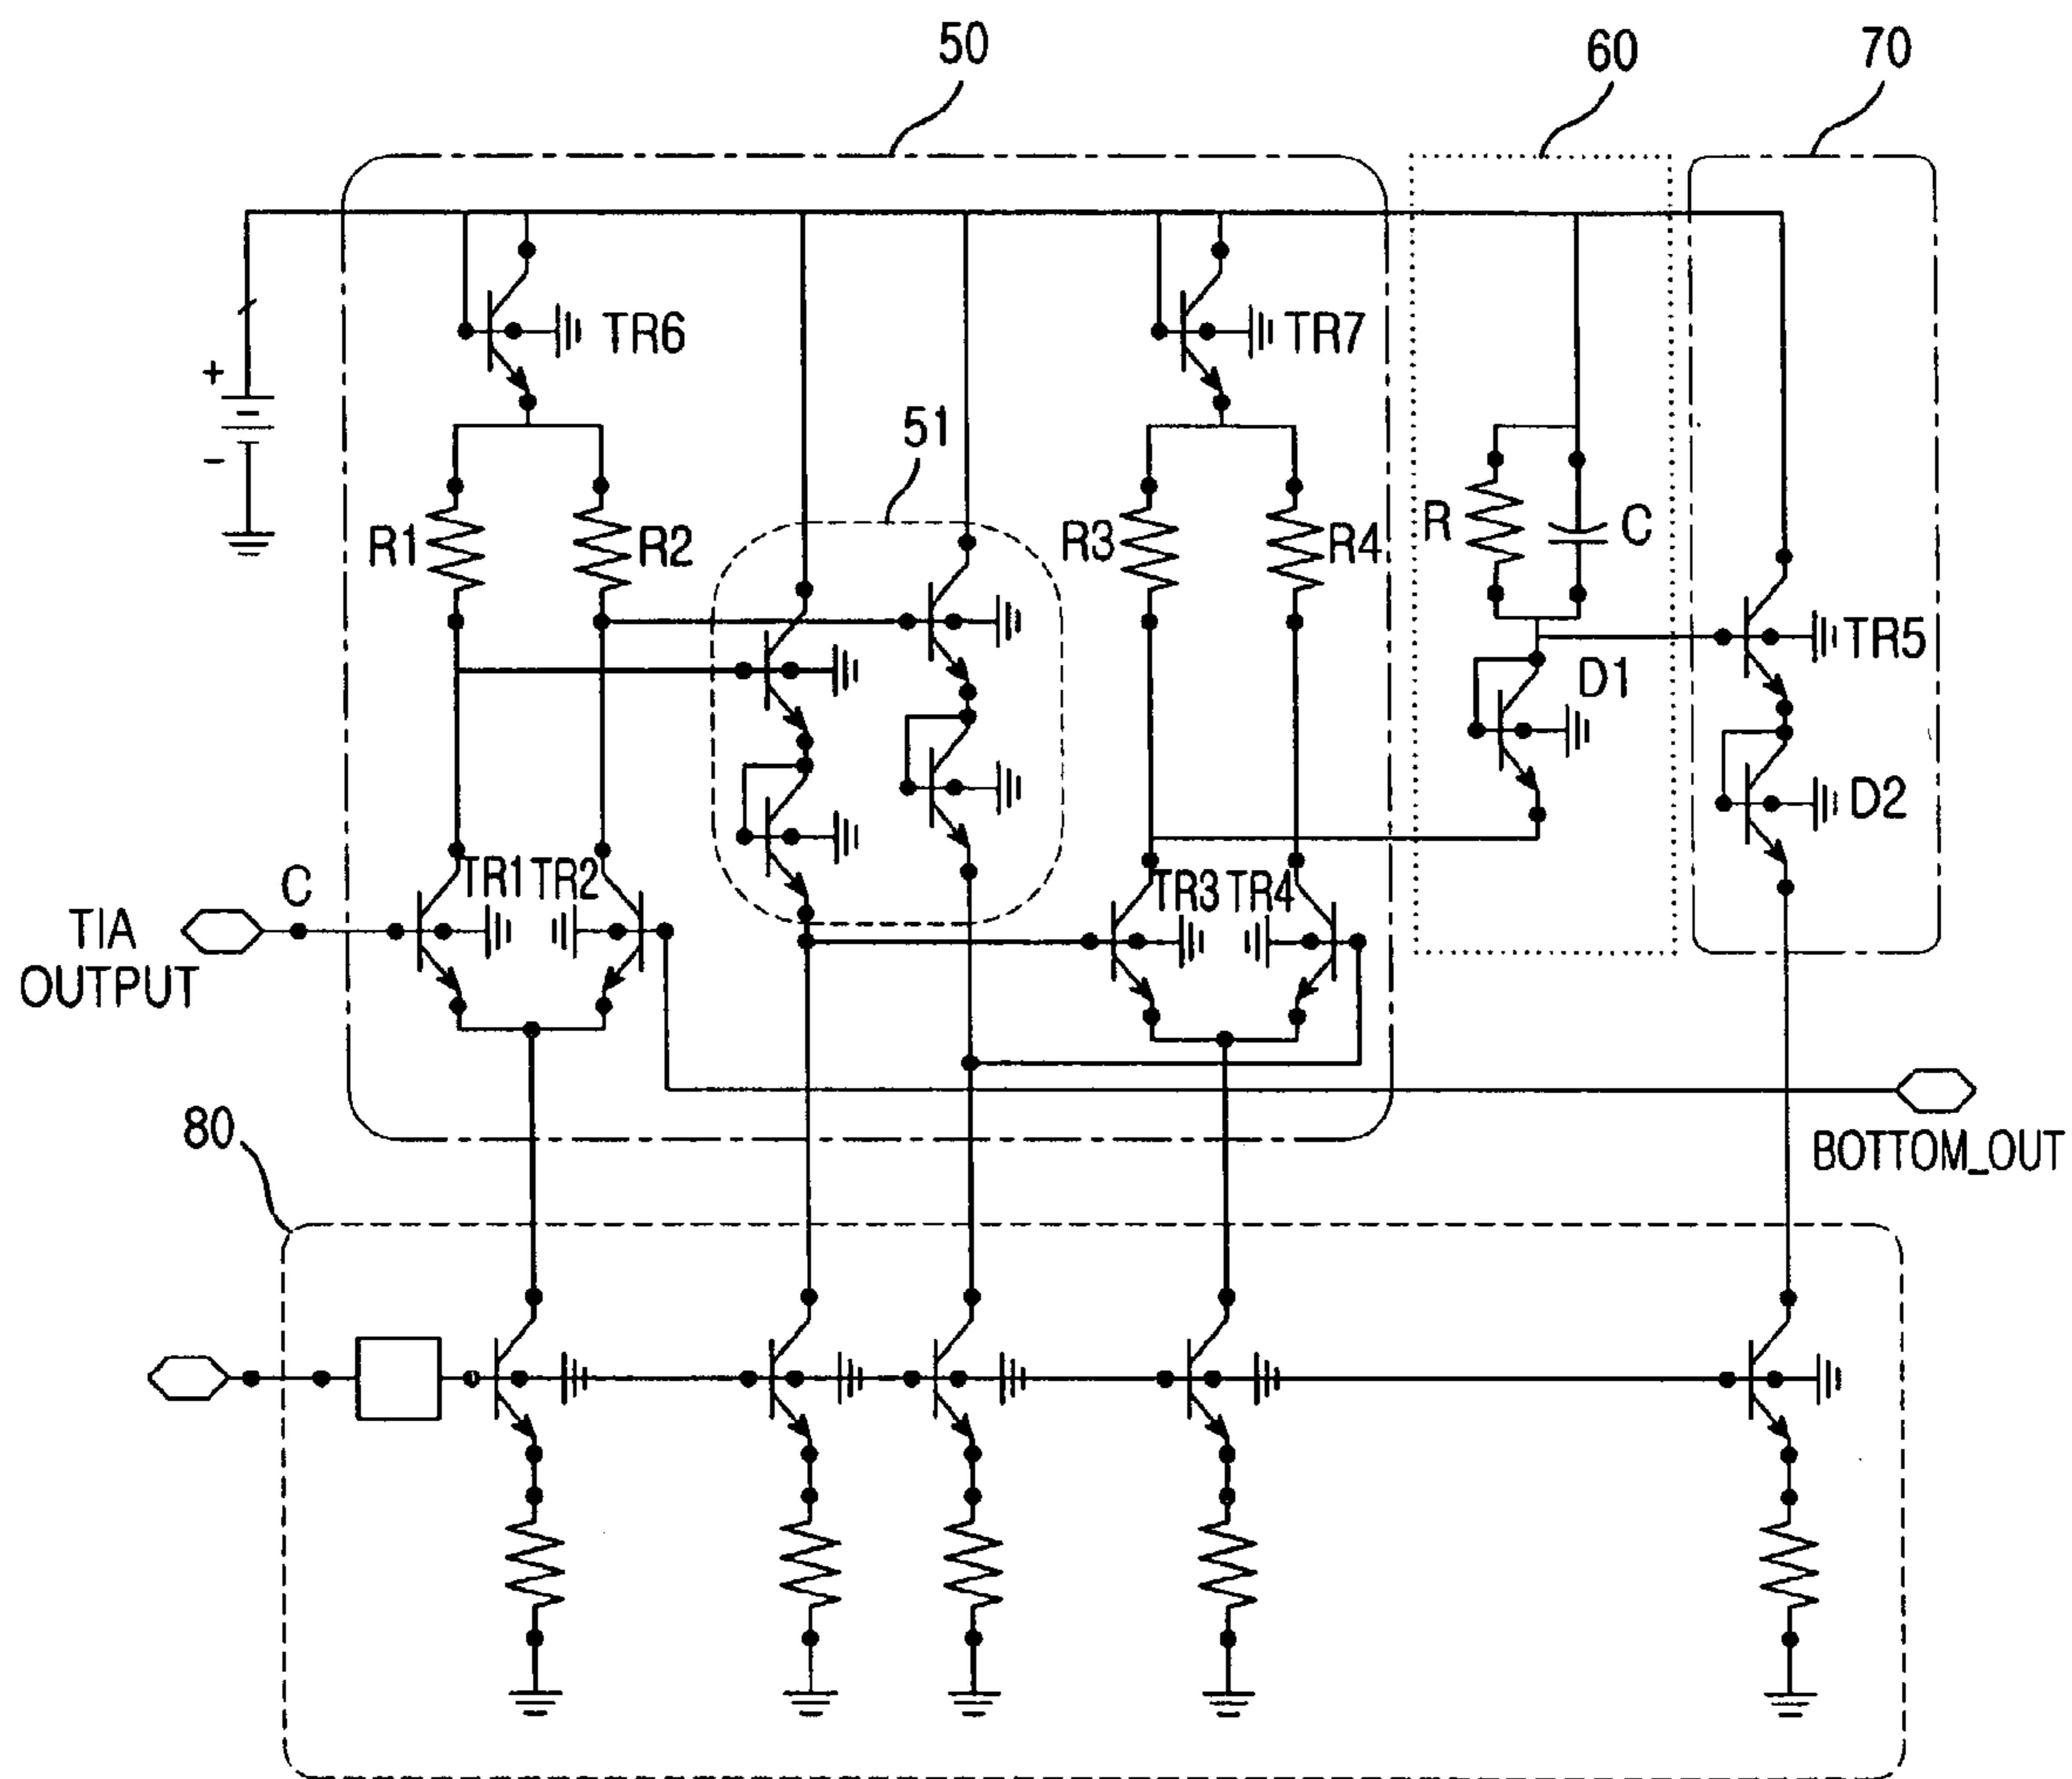 50
60
70
TR6
TR7
+
-
51
R1
R2
R3
R4
R
C
TR5
D1
D2
C
TR1
TR2
TR3
TR4
TIA
OUTPUT
80
BOTTOM_OUT